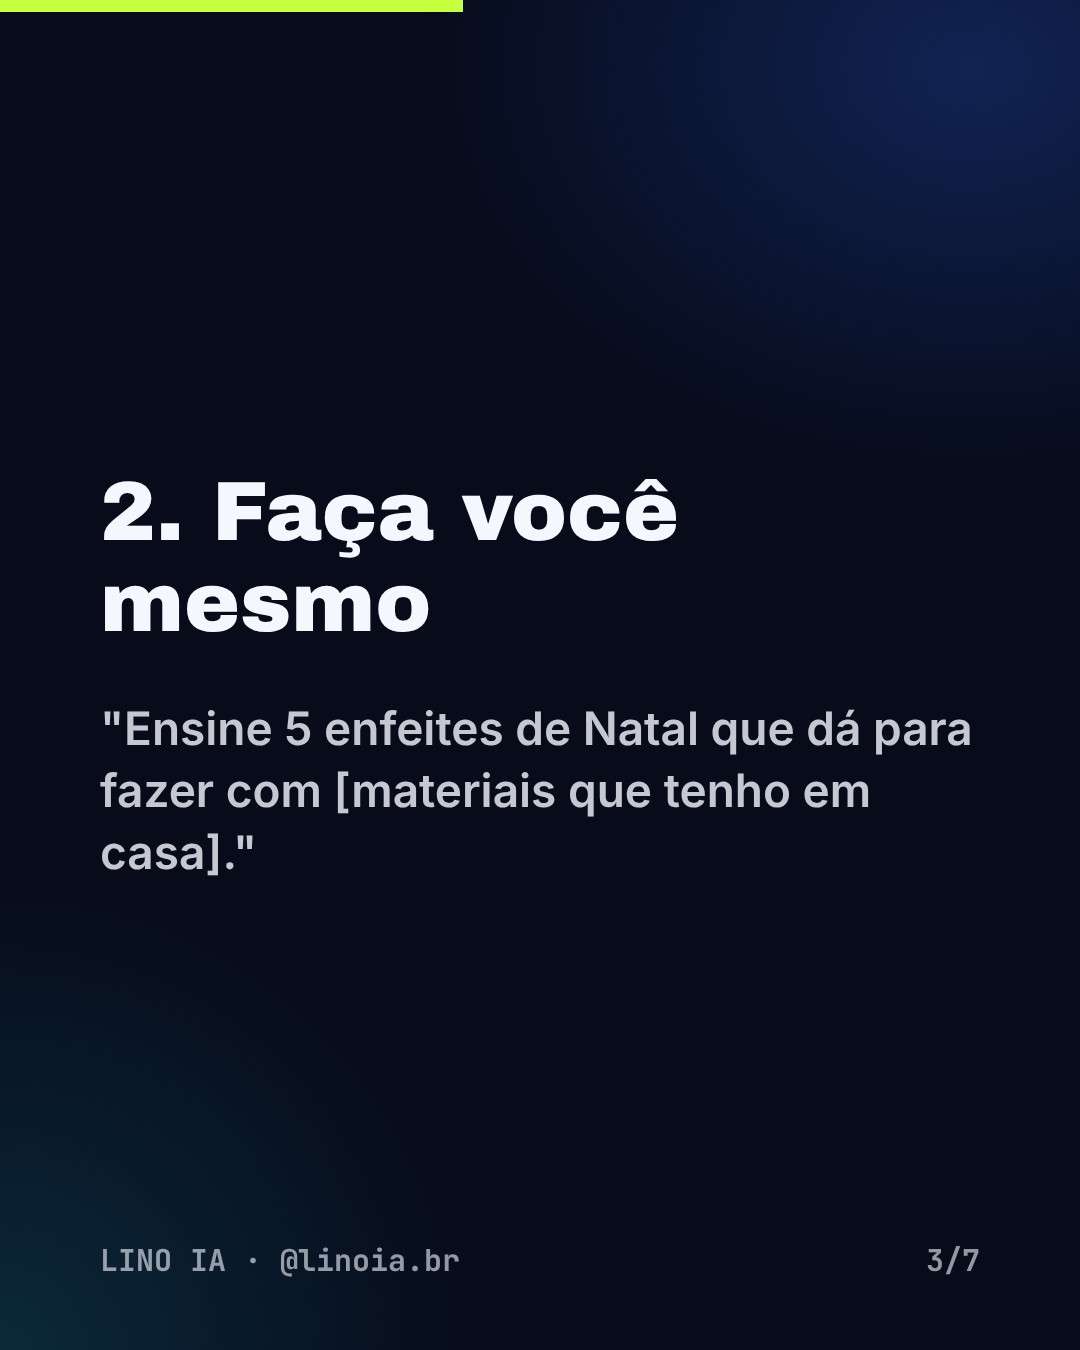 2. Faça você
mesmo
"Ensine 5 enfeites de Natal que dá para
fazer com [materiais que tenho em
casa]."
LINO IA · @linoia.br
3/7